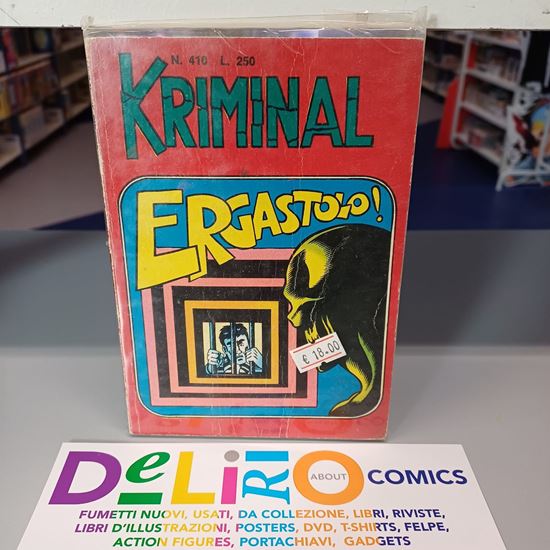 N. 410 L. 250
KRIMINAL
ERGASTOLO!
€ 18.00
DeLiRiO ABOUT COMICS
FUMETTI NUOVI, USATI, DA COLLEZIONE, LIBRI, RIVISTE,
LIBRI D'ILLUSTRAZIONI, POSTERS, DVD, T-SHIRTS, FELPE,
ACTION FIGURES, PORTACHIAVI, GADGETS